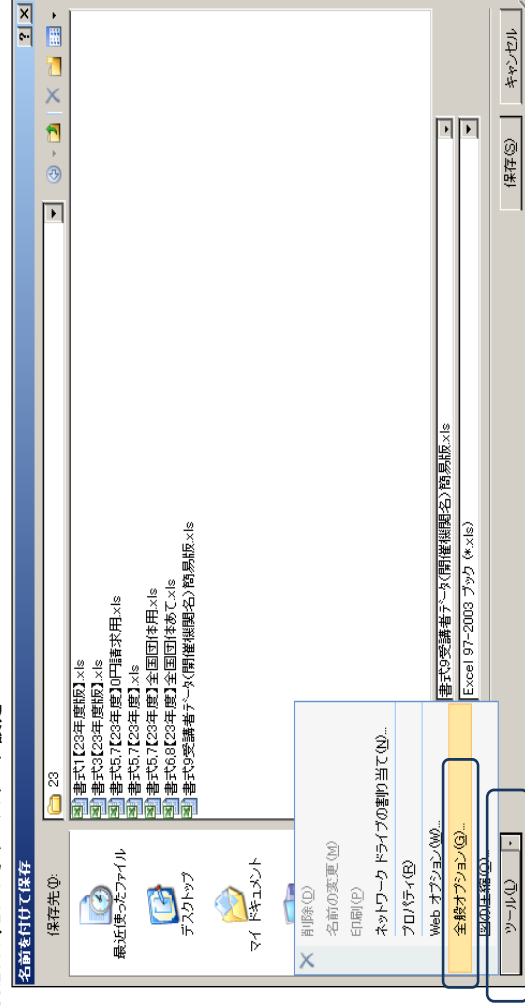 名前を付けて保存
保存先(I):
23
最近使ったファイル
デスクトップ
マイ ドキュメント
書式1【23年度版】.xls
書式3【23年度版】.xls
書式5,7【23年度】0円請求用.xls
書式5,7【23年度】.xls
書式5,7【23年度】全国団体用.xls
書式6,8【23年度】全国団体あて.xls
書式9受講者データ(開催機関名)簡易版.xls
削除(D)
名前の変更(M)
印刷(P)
ネットワーク ドライブの割り当て(N)...
プロパティ(R)
Web オプション(W)...
全般オプション(G)...
図の圧縮(O)...
書式9受講者データ(開催機関名)簡易版.xls
Excel 97-2003 ブック (*.xls)
ツール(L)
保存(S)
キャンセル